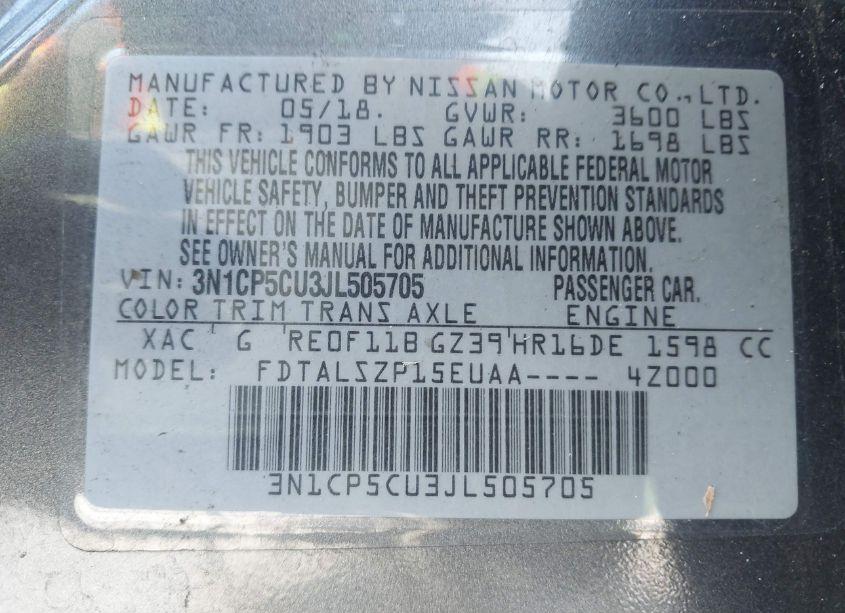 MANUFACTURED BY NISSAN MOTOR CO.,LTD.
DATE: 05/18. GVWR: 3600 LBS
GAWR FR: 1903 LBS GAWR RR: 1698 LBS
THIS VEHICLE CONFORMS TO ALL APPLICABLE FEDERAL MOTOR
VEHICLE SAFETY, BUMPER AND THEFT PREVENTION STANDARDS
IN EFFECT ON THE DATE OF MANUFACTURE SHOWN ABOVE.
SEE OWNER'S MANUAL FOR ADDITIONAL INFORMATION.
VIN: 3N1CP5CU3JL505705 PASSENGER CAR.
COLOR TRIM TRANS AXLE ENGINE
XAC G RE0F11B GZ39 HR16DE 1598 CC
MODEL: FDTALSZP15EUAA---- 4Z000
3N1CP5CU3JL505705